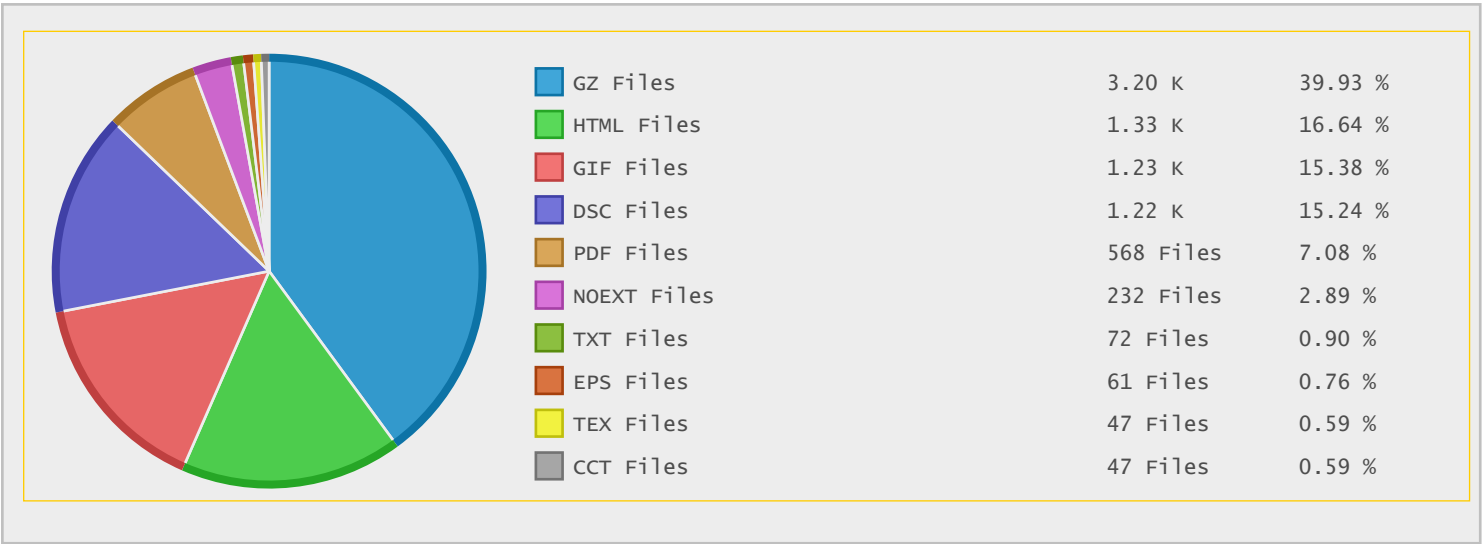 GZ Files 3.20 K 39.93 %
HTML Files 1.33 K 16.64 %
GIF Files 1.23 K 15.38 %
DSC Files 1.22 K 15.24 %
PDF Files 568 Files 7.08 %
NOEXT Files 232 Files 2.89 %
TXT Files 72 Files 0.90 %
EPS Files 61 Files 0.76 %
TEX Files 47 Files 0.59 %
CCT Files 47 Files 0.59 %